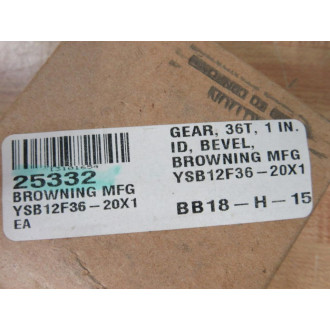 25332
BROWNING MFG
YSB12F36-20X1
EA
GEAR, 36T, 1 IN.
ID, BEVEL,
BROWNING MFG
YSB12F36-20X1
BB18-H-15